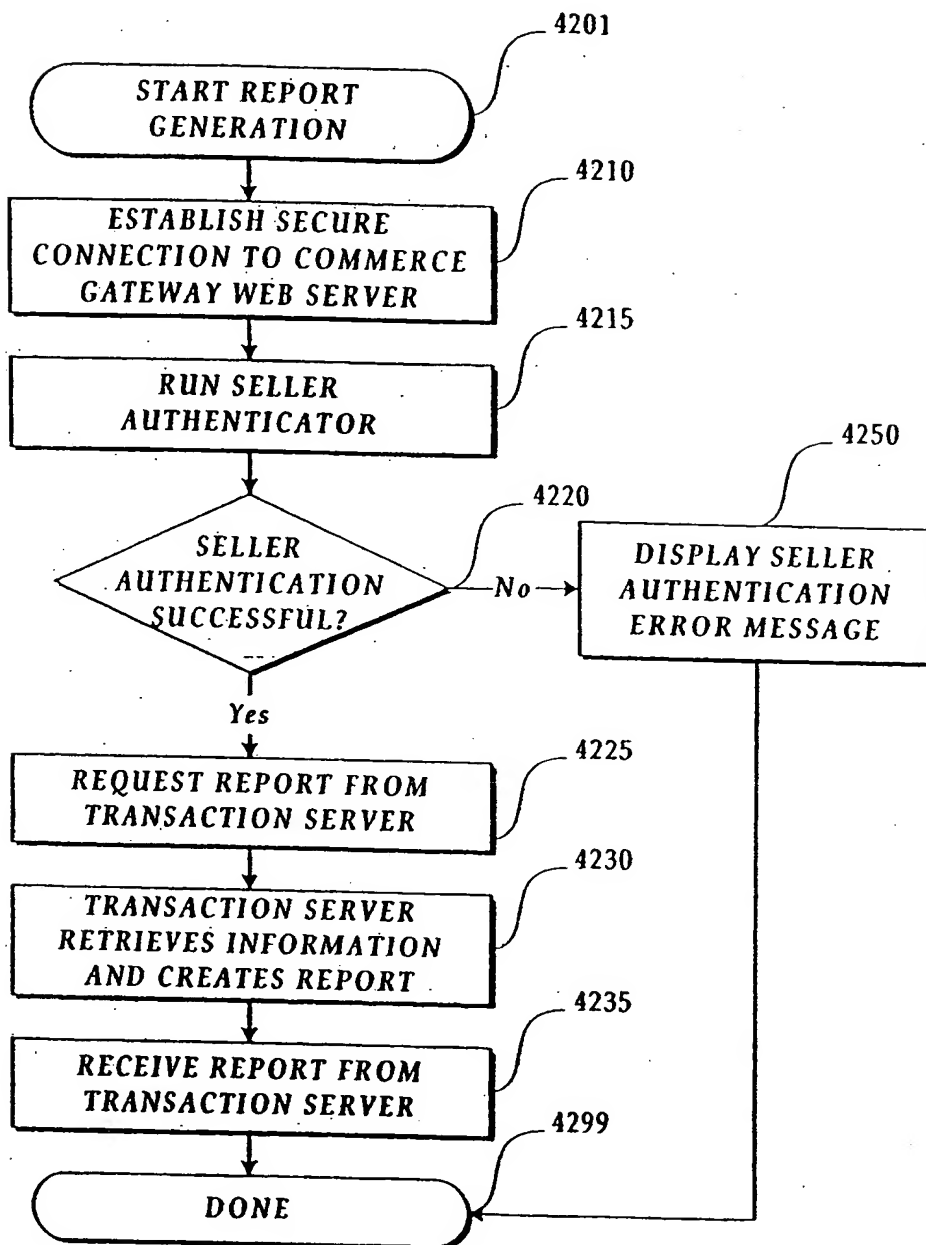 4201
START REPORT
GENERATION
4210
ESTABLISH SECURE
CONNECTION TO COMMERCE
GATEWAY WEB SERVER
4215
RUN SELLER
AUTHENTICATOR
4250
4220
SELLER
AUTHENTICATION
SUCCESSFUL?
No
DISPLAY SELLER
AUTHENTICATION
ERROR MESSAGE
Yes
4225
REQUEST REPORT FROM
TRANSACTION SERVER
4230
TRANSACTION SERVER
RETRIEVES INFORMATION
AND CREATES REPORT
4235
RECEIVE REPORT FROM
TRANSACTION SERVER
4299
DONE